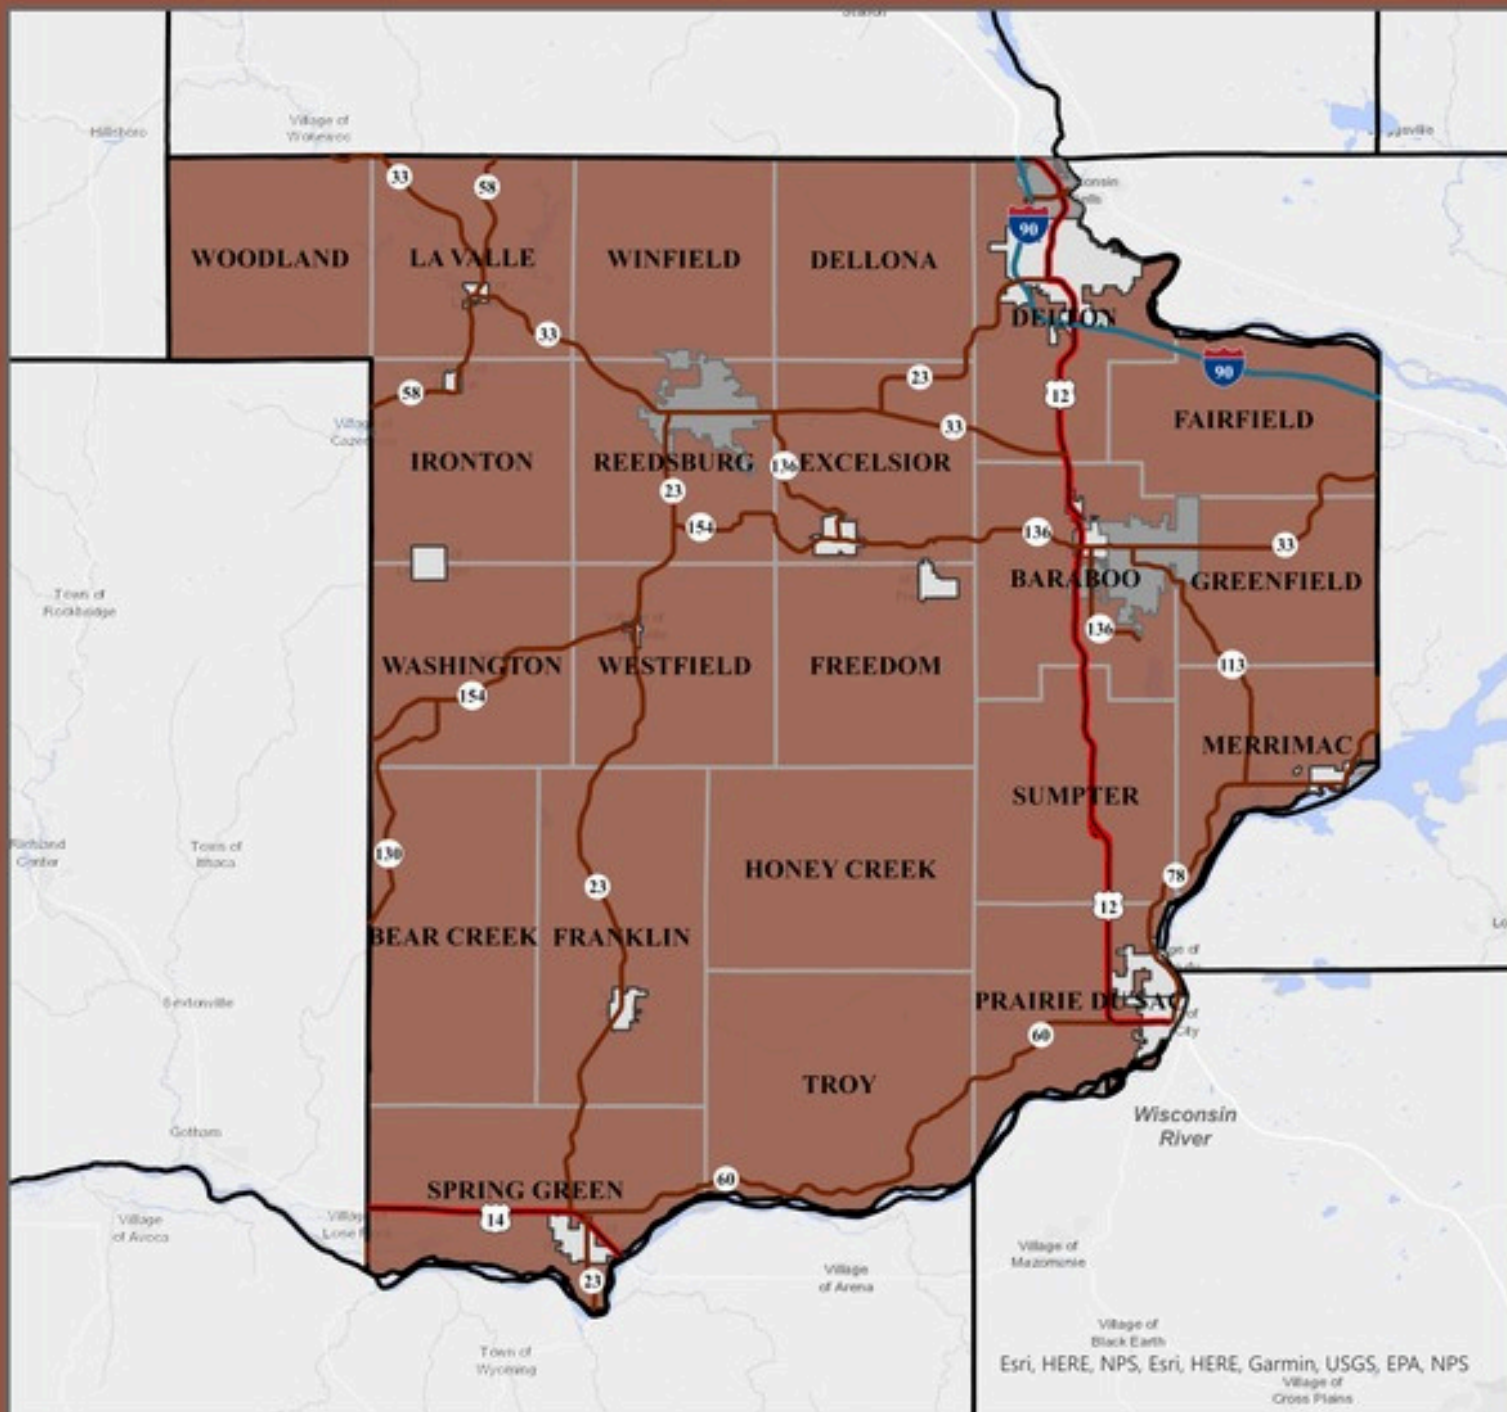 Village of
Hillsboro
33
58
90
WOODLAND
LA VALLE
WINFIELD
DELLONA
DELTON
33
90
23
12
58
FAIRFIELD
33
IRONTON
REEDSBURG
136
EXCELSIOR
23
154
136
33
BARABOO
GREENFIELD
Town of
Rockbridge
136
WASHINGTON
WESTFIELD
FREEDOM
113
154
MERRIMAC
SUMPTER
Richland
Center
Town of
Ithaca
130
HONEY CREEK
23
78
12
BEAR CREEK
FRANKLIN
PRAIRIE DU SAC
60
TROY
Wisconsin
River
Gotham
60
SPRING GREEN
14
Village
of Avoca
23
Village
of Arena
Village of
Mazomanie
Village of
Black Earth
Town of
Wyoming
Esri, HERE, NPS, Esri, HERE, Garmin, USGS, EPA, NPS
Village of
Cross Plains